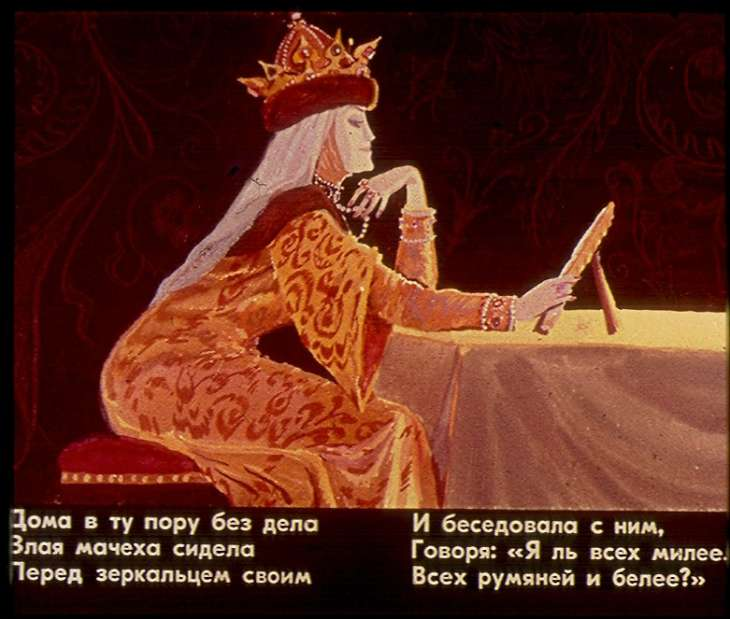 Дома в ту пору без дела
Злая мачеха сидела
Перед зеркальцем своим
И беседовала с ним,
Говоря: «Я ль всех милее,
Всех румяней и белее?»